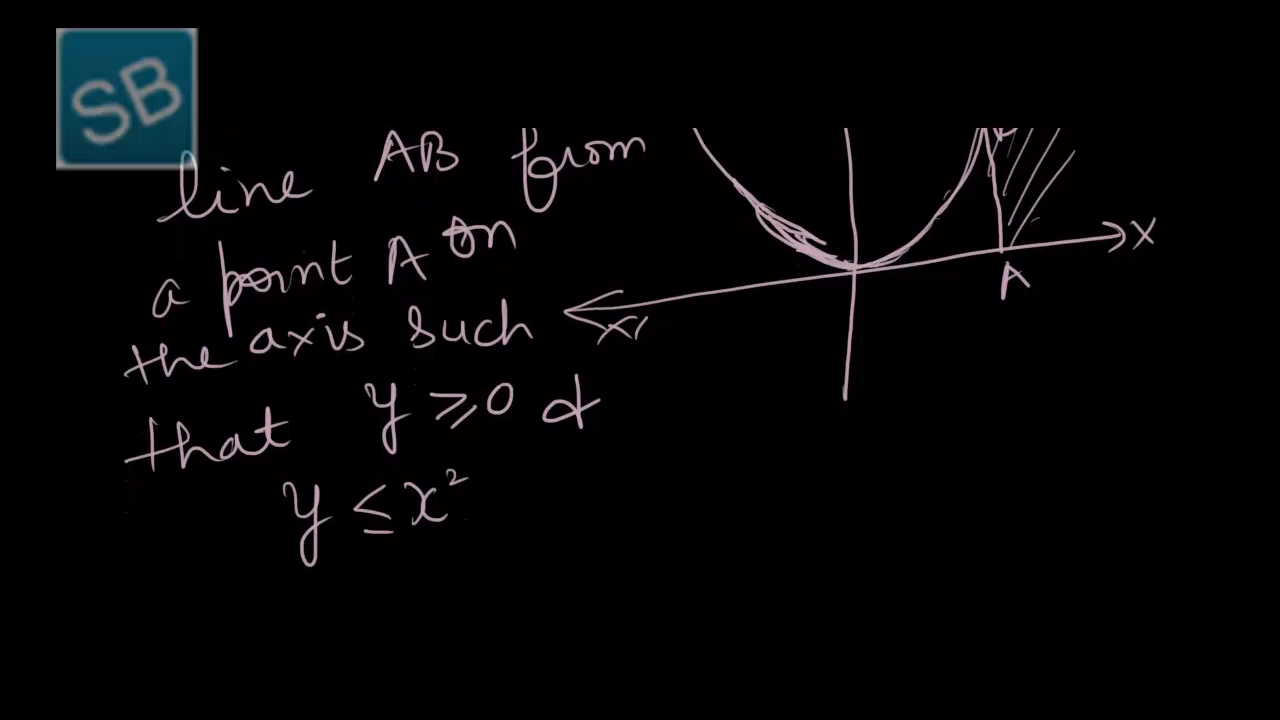 SB
line AB from
a point A on
the axis such
that y ≥ 0 &
y ≤ x²
X
A
X'